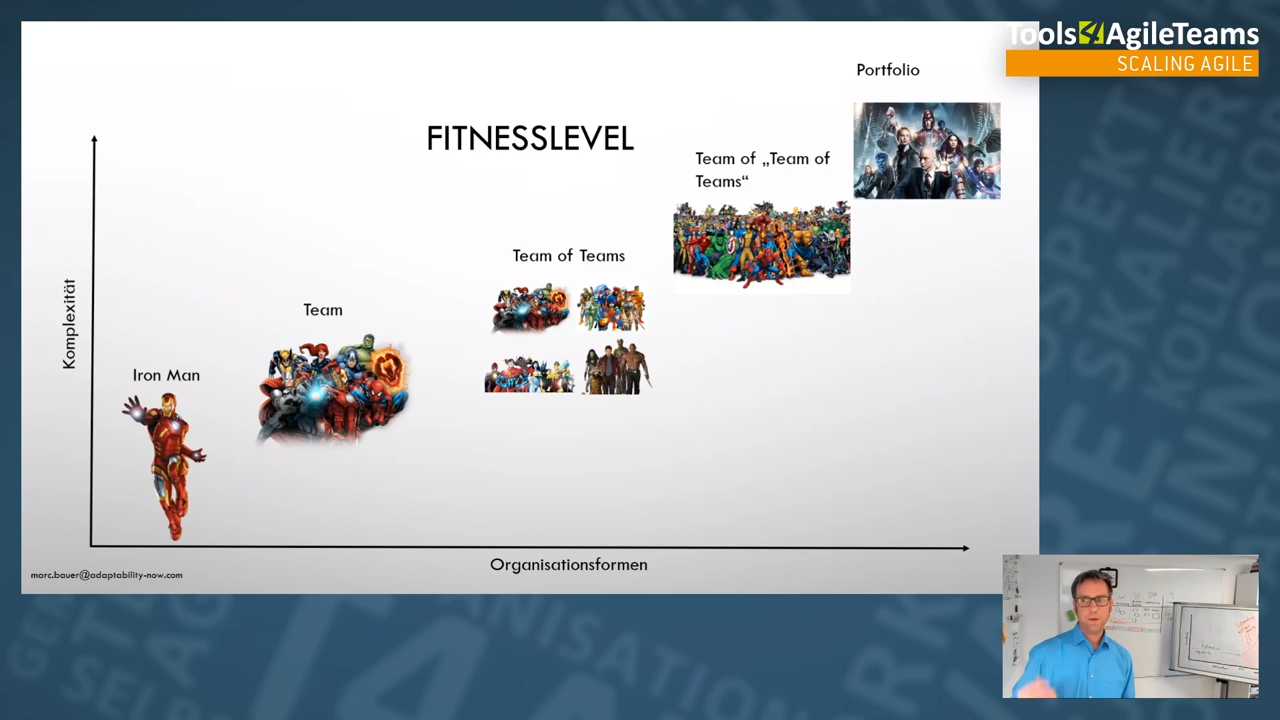 Tools4AgileTeams
SCALING AGILE
Portfolio
FITNESSLEVEL
Team of „Team of
Teams“
Team of Teams
Team
Iron Man
Komplexität
Organisationsformen
marc.bauer@adaptability-now.com